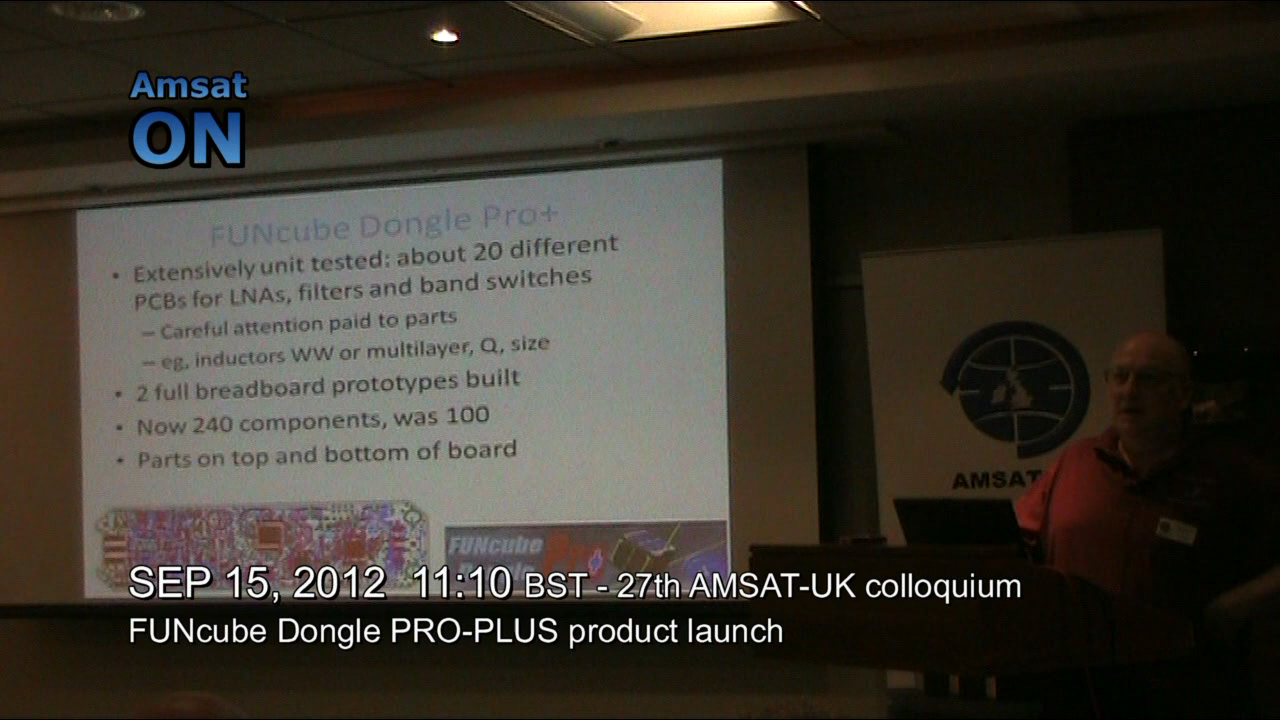 Amsat
ON
FUNcube Dongle Pro+
• Extensively unit tested: about 20 different
PCBs for LNAs, filters and band switches
– Careful attention paid to parts
– eg, inductors WW or multilayer, Q, size
• 2 full breadboard prototypes built
• Now 240 components, was 100
• Parts on top and bottom of board
AMSAT
FUNcube
SEP 15, 2012 11:10 BST - 27th AMSAT-UK colloquium
FUNcube Dongle PRO-PLUS product launch